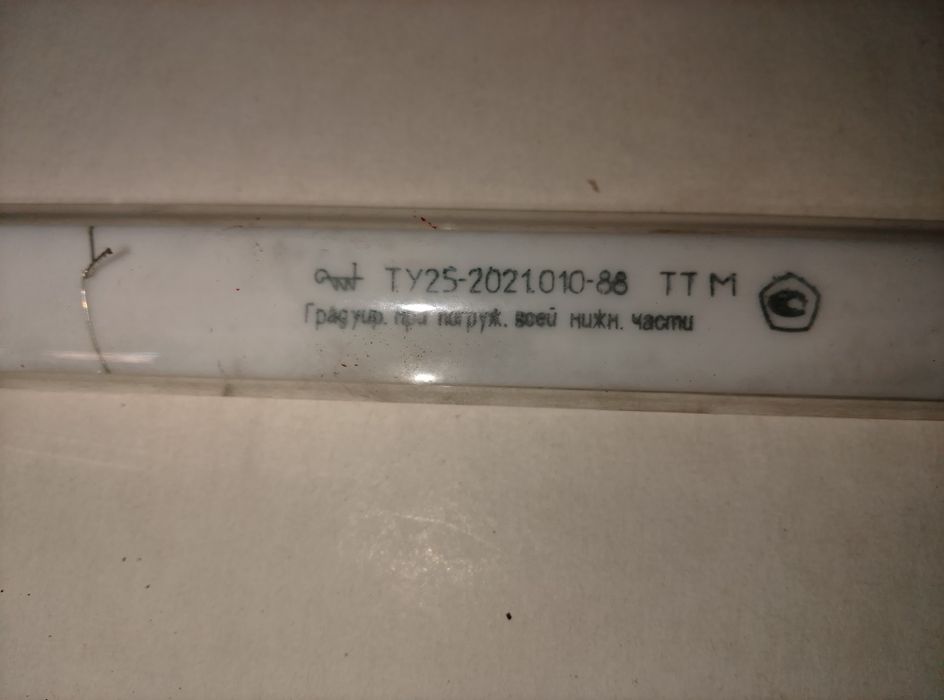 ТУ25-2021.010-88 ТТ М
Градуир. при погруж. всей нижн. части